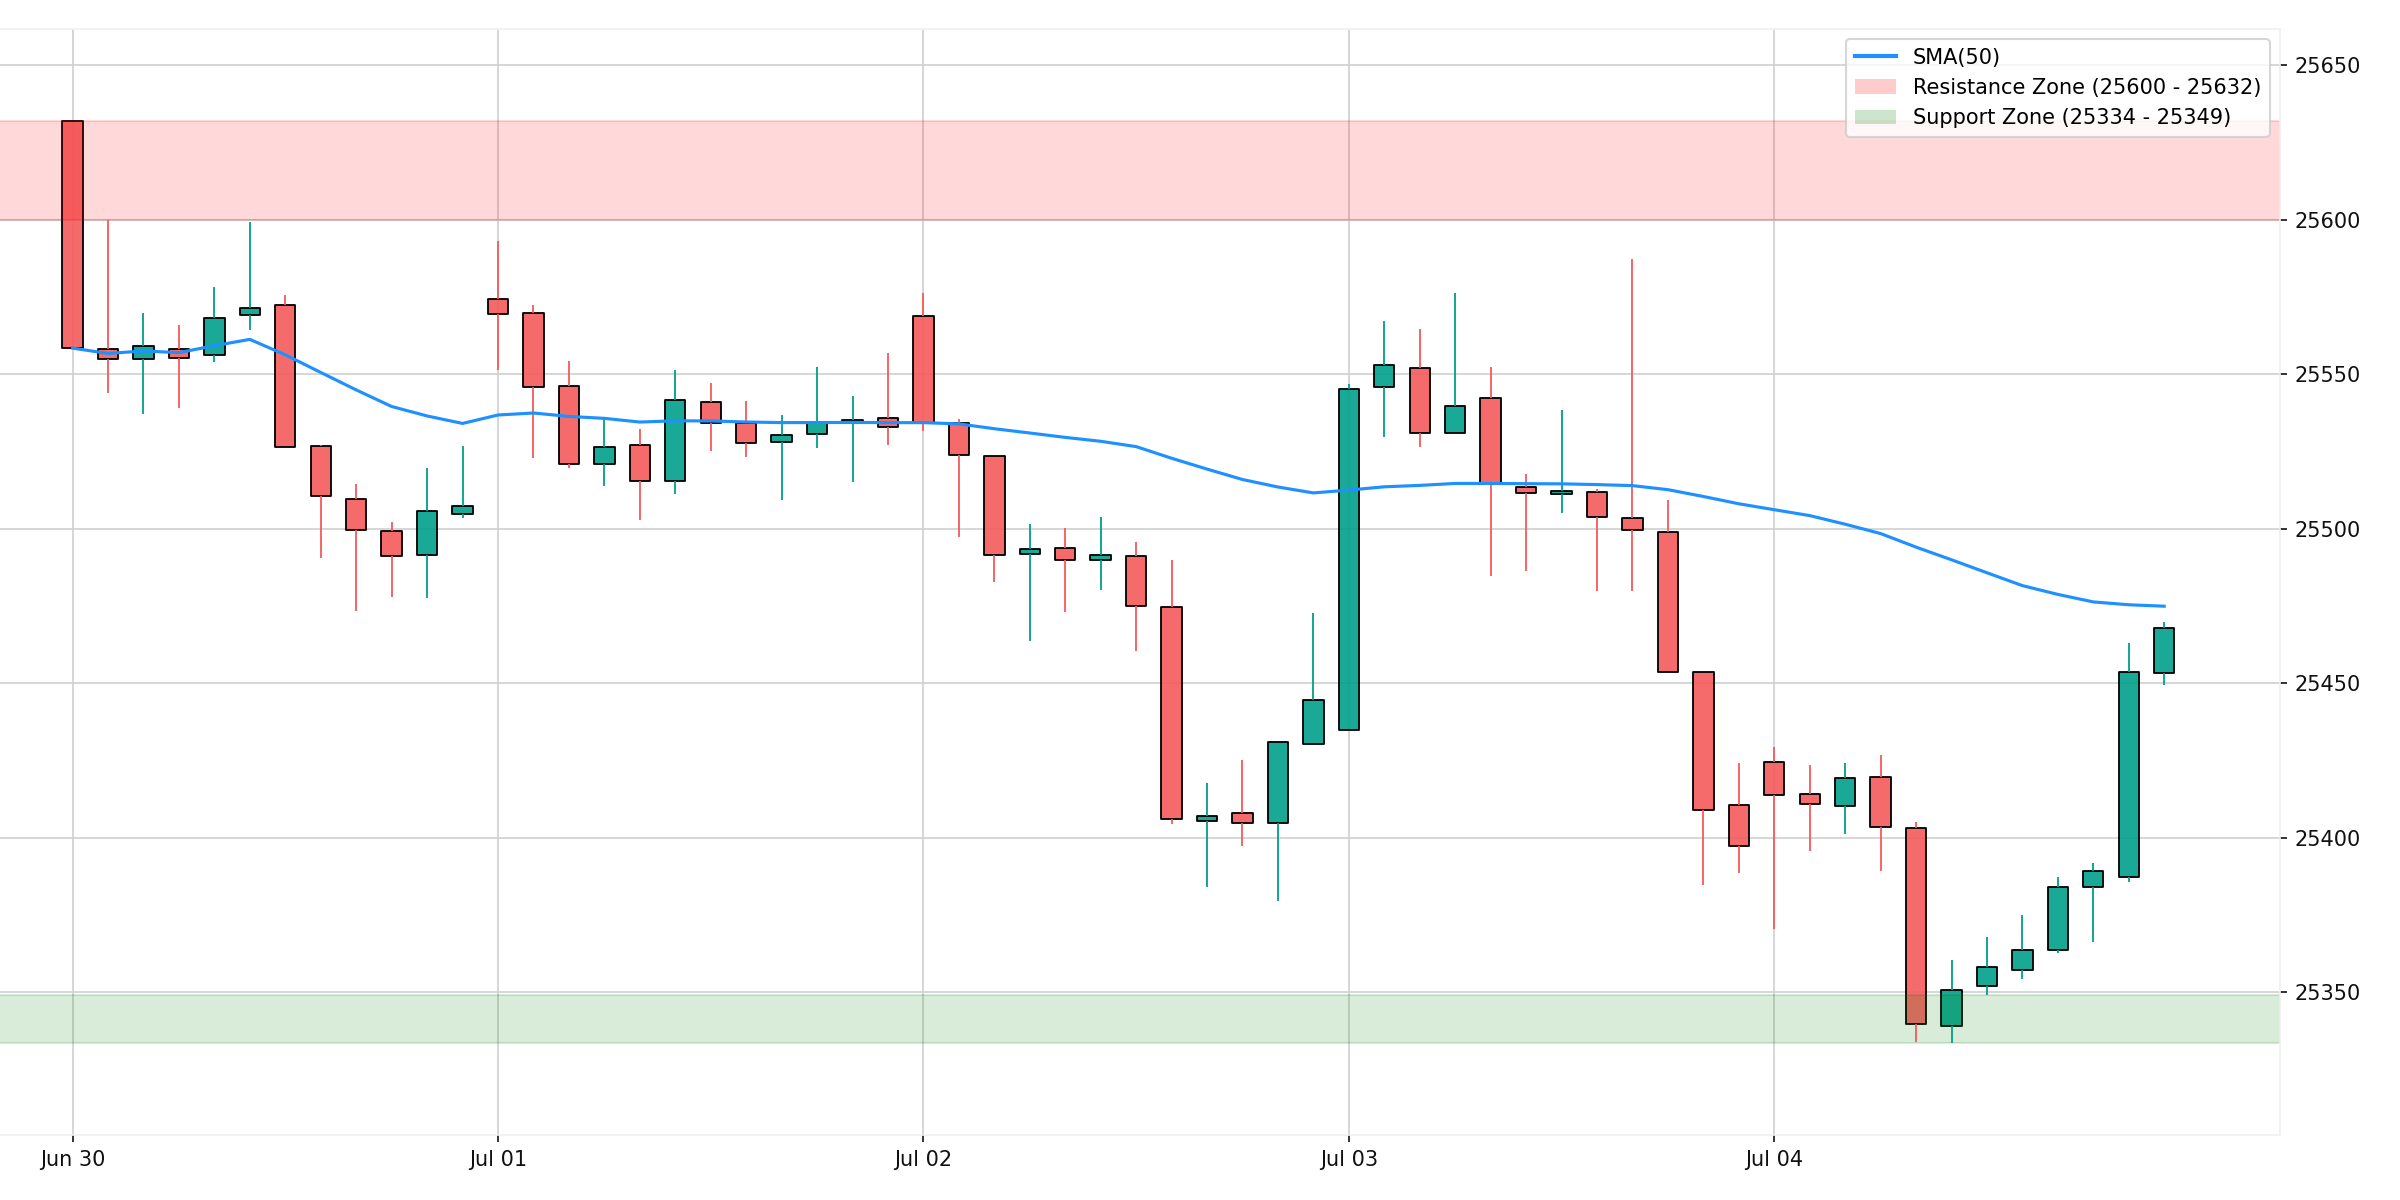 SMA(50)
Resistance Zone (25600 - 25632)
Support Zone (25334 - 25349)
25650
25600
25550
25500
25450
25400
25350
Jun 30
Jul 01
Jul 02
Jul 03
Jul 04